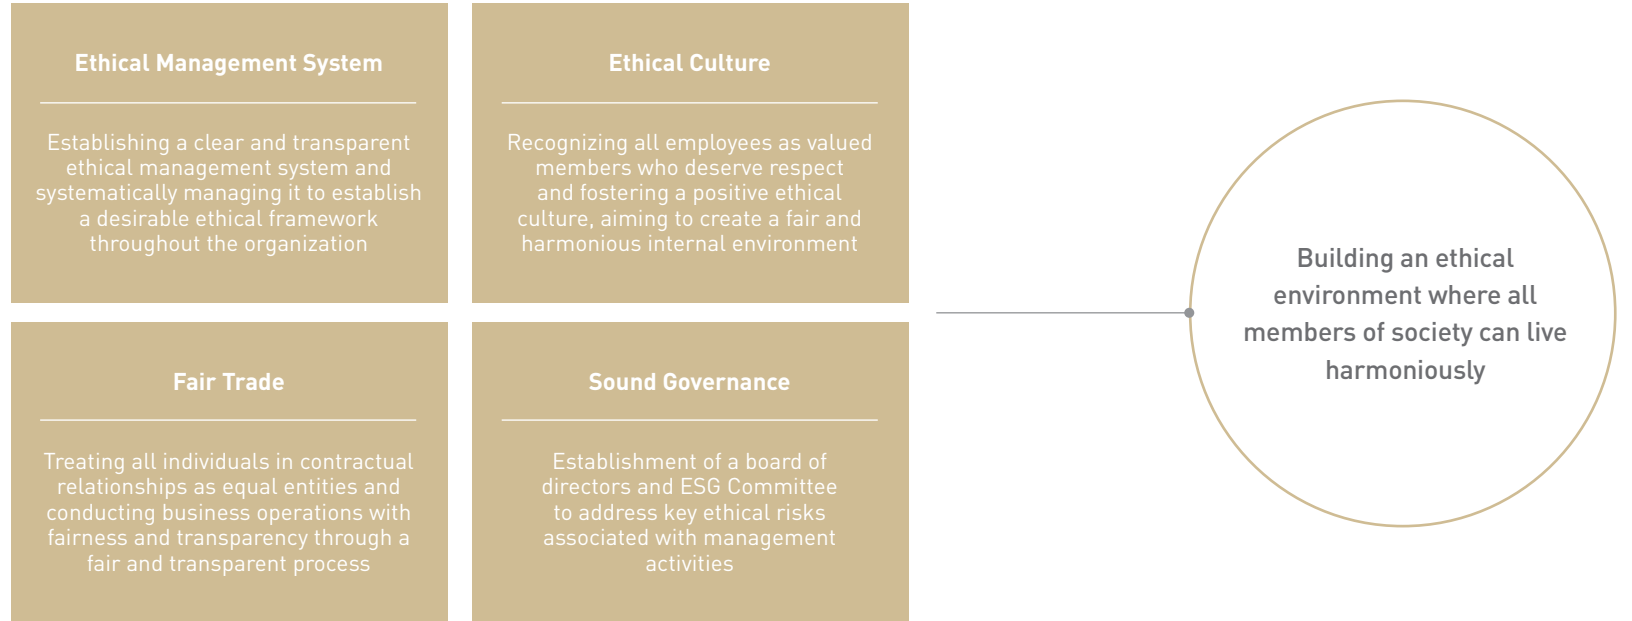 Ethical Management System
Establishing a clear and transparent
ethical management system and
systematically managing it to establish
a desirable ethical framework
throughout the organization
Ethical Culture
Recognizing all employees as valued
members who deserve respect
and fostering a positive ethical
culture, aiming to create a fair and
harmonious internal environment
Fair Trade
Treating all individuals in contractual
relationships as equal entities and
conducting business operations with
fairness and transparency through a
fair and transparent process
Sound Governance
Establishment of a board of
directors and ESG Committee
to address key ethical risks
associated with management
activities
Building an ethical
environment where all
members of society can live
harmoniously